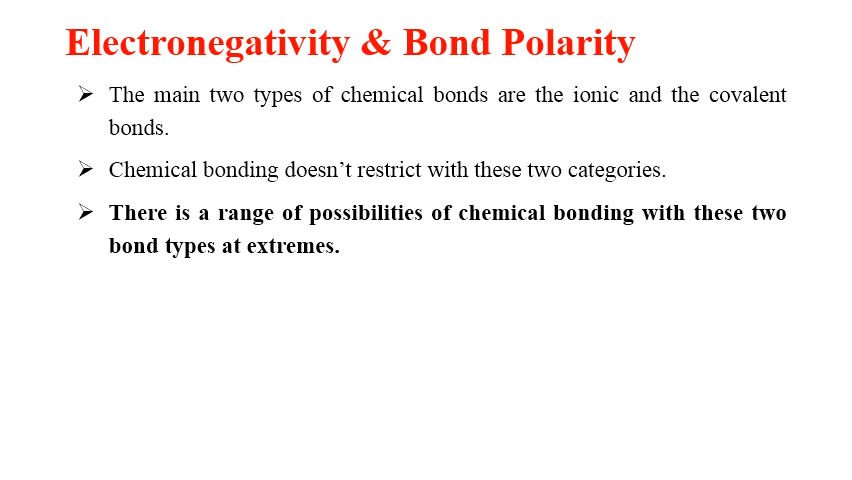 Electronegativity & Bond Polarity
➢ The main two types of chemical bonds are the ionic and the covalent
bonds.
➢ Chemical bonding doesn’t restrict with these two categories.
➢ There is a range of possibilities of chemical bonding with these two
bond types at extremes.